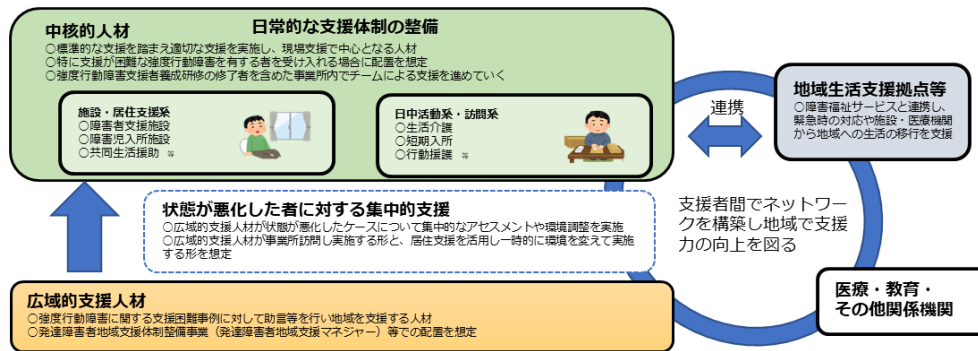 日常的な支援体制の整備
中核的人材
○標準的な支援を踏まえ適切な支援を実施し、現場支援で中心となる人材
○特に支援が困難な強度行動障害を有する者を受け入れる場合に配置を想定
○強度行動障害支援者養成研修の修了者を含めた事業所内でチームによる支援を進めていく
施設・居住支援系
○障害者支援施設
○障害児入所施設
○共同生活援助 等
日中活動系・訪問系
○生活介護
○短期入所
○行動援護 等
連携
地域生活支援拠点等
○障害福祉サービスと連携し、
緊急時の対応や施設・医療機関
から地域への生活の移行を支援
状態が悪化した者に対する集中的支援
○広域的支援人材が状態が悪化したケースについて集中的なアセスメントや環境調整を実施
○広域的支援人材が事業所訪問し実施する形と、居住支援を活用し一時的に環境を変えて実施
する形を想定
支援者間でネットワー
クを構築し地域で支援
力の向上を図る
広域的支援人材
○強度行動障害に関する支援困難事例に対して助言等を行い地域を支援する人材
○発達障害者地域支援体制整備事業（発達障害者地域支援マネジャー）等での配置を想定
医療・教育・
その他関係機関